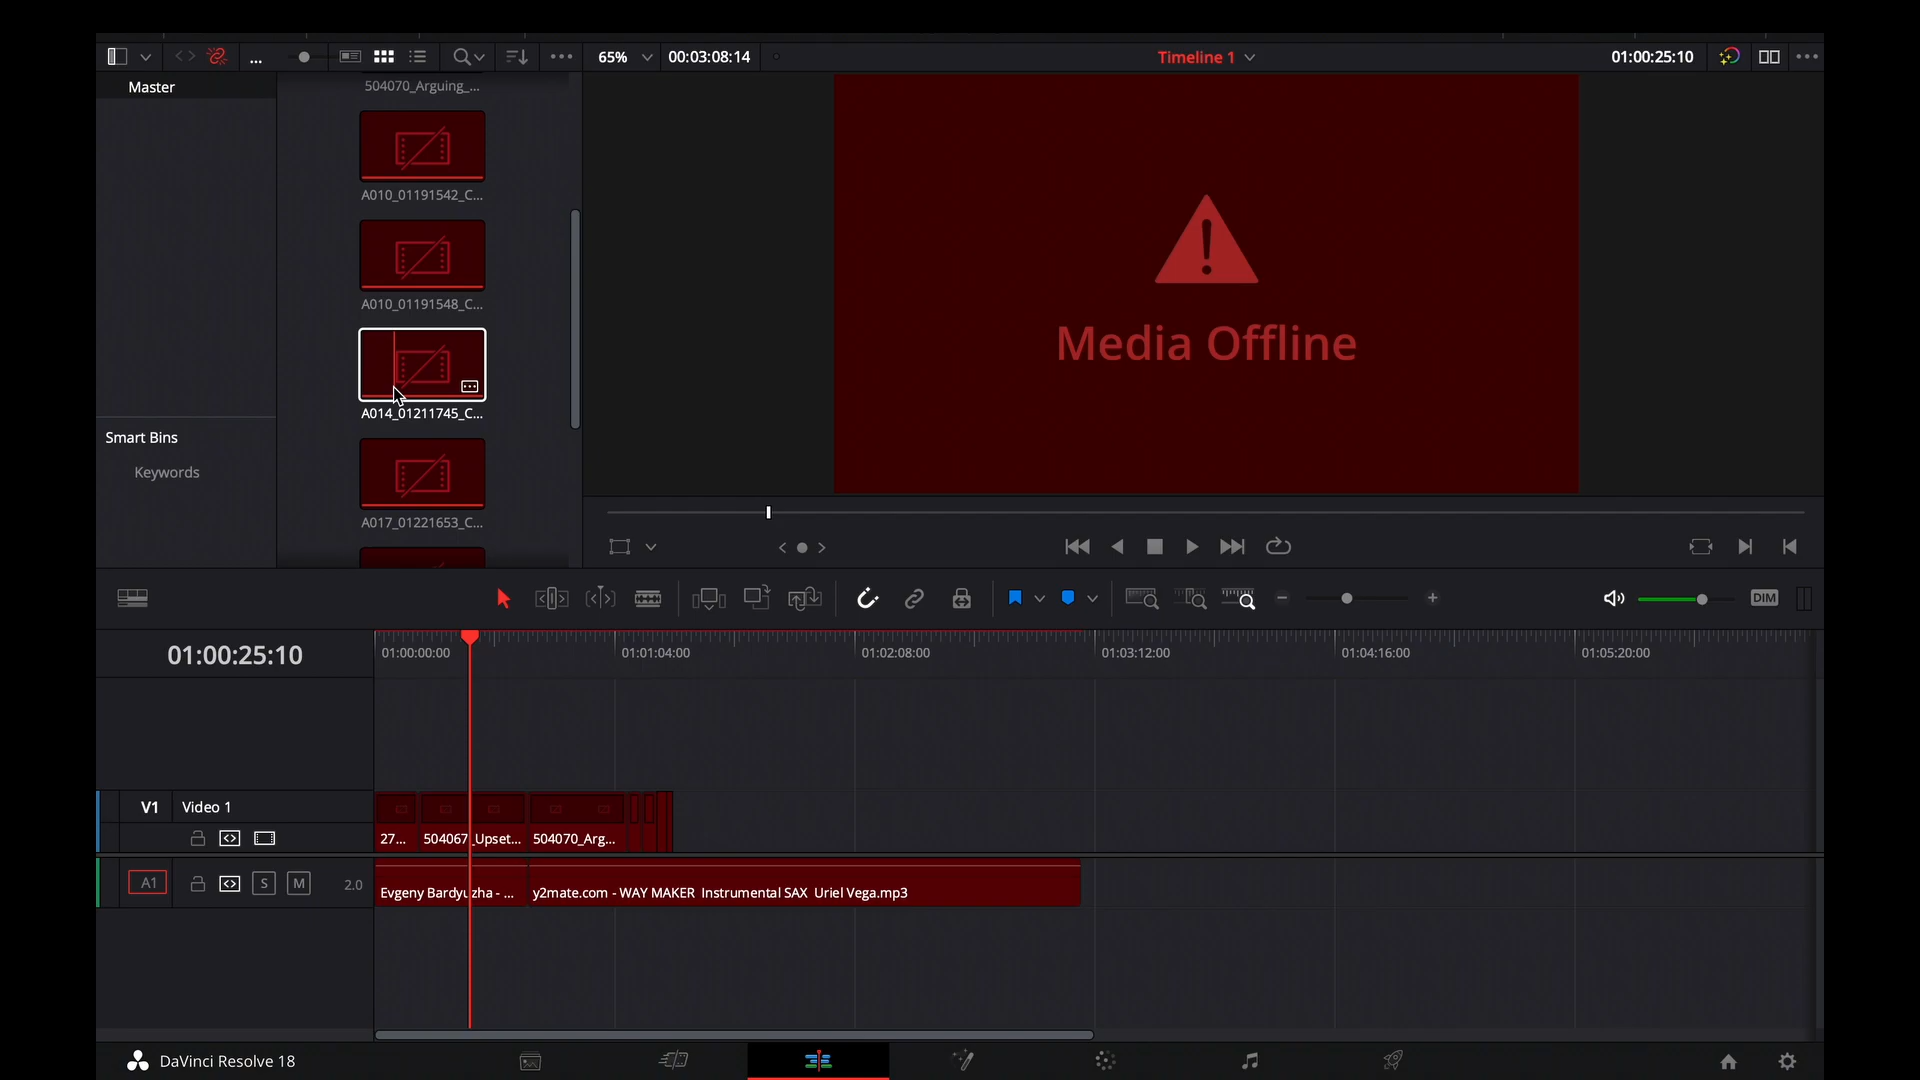 65%
00:03:08:14
Timeline 1
01:00:25:10
Master
504070_Arguing_...
A010_01191542_C...
A010_01191548_C...
A014_01211745_C...
A017_01221653_C...
Smart Bins
Keywords
Media Offline
DIM
01:00:25:10
01:00:00:00
01:01:04:00
01:02:08:00
01:03:12:00
01:04:16:00
01:05:20:00
V1
Video 1
27...
504067_Upset...
504070_Arg...
A1
S
M
2.0
Evgeny Bardyuzha - ...
y2mate.com - WAY MAKER Instrumental SAX Uriel Vega.mp3
DaVinci Resolve 18